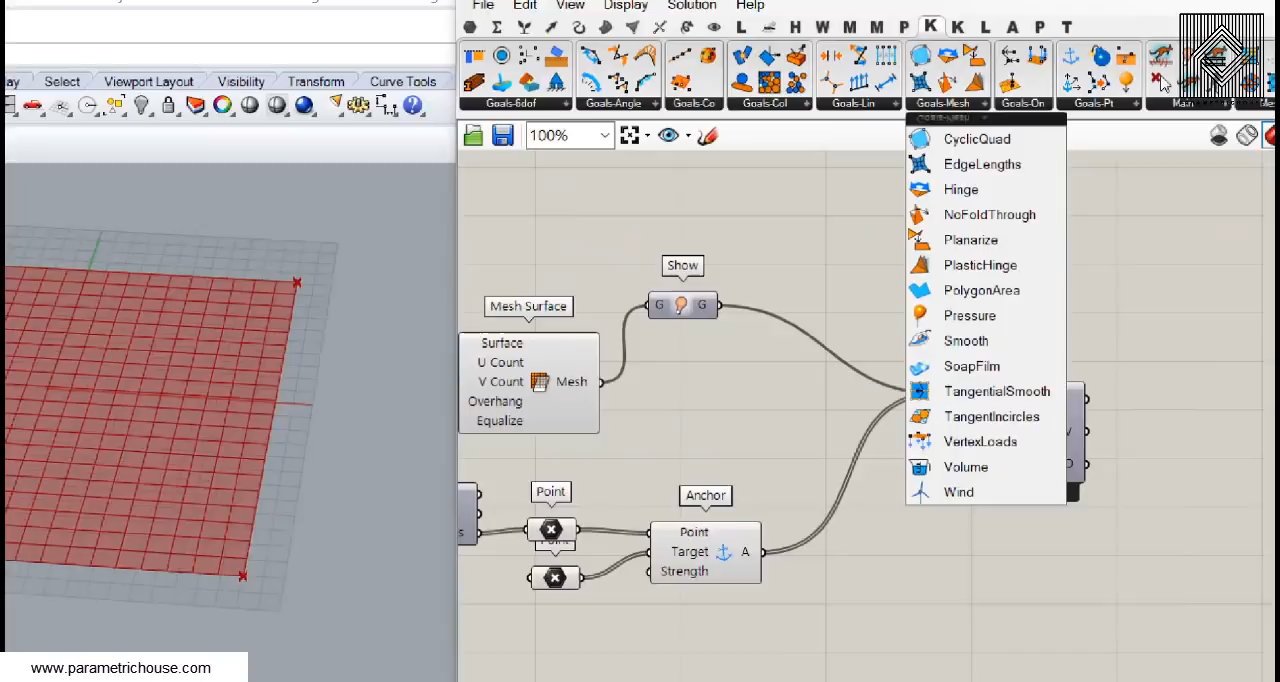 File Edit View Display Solution Help
L H W M M P K K L A P T
Select Viewport Layout Visibility Transform Curve Tools
Goals-6dof Goals-Angle Goals-Co Goals-Col Goals-Lin Goals-Mesh Goals-On Goals-Pt
100%
CyclicQuad
EdgeLengths
Hinge
NoFoldThrough
Planarize
PlasticHinge
PolygonArea
Pressure
Smooth
SoapFilm
TangentialSmooth
TangentIncircles
VertexLoads
Volume
Wind
Show
G G
Mesh Surface
Surface
U Count
V Count Mesh
Overhang
Equalize
Point
Anchor
Point
Target A
Strength
www.parametrichouse.com